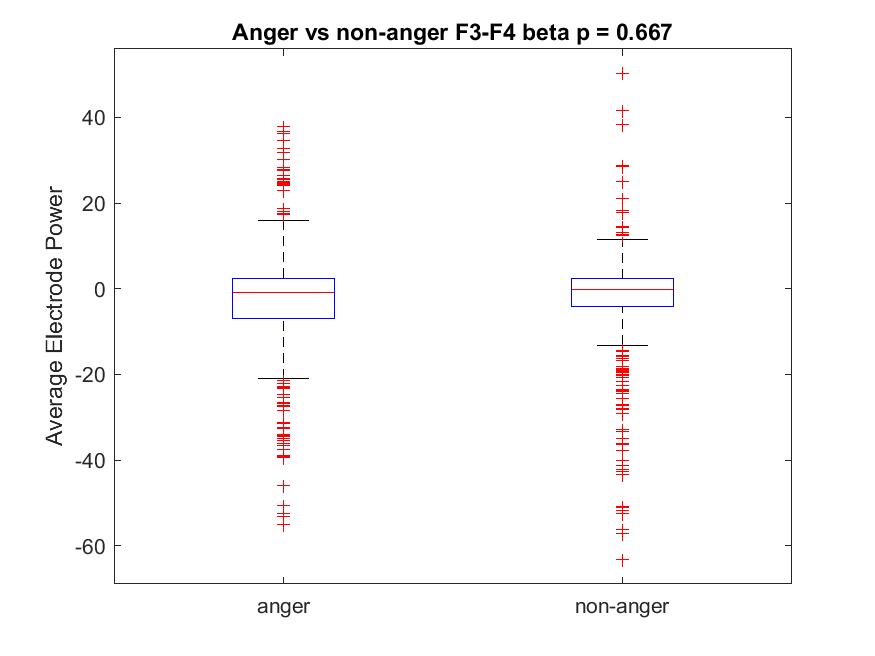 Anger vs non-anger F3-F4 beta p = 0.667
Average Electrode Power
40
20
0
-20
-40
-60
anger
non-anger